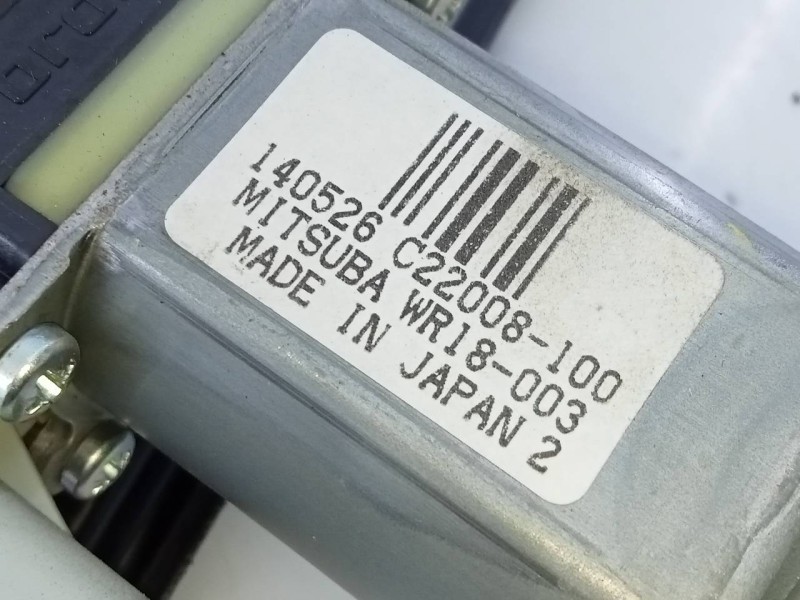 140526 C22008-100
MITSUBA WR18-003
MADE IN JAPAN 2